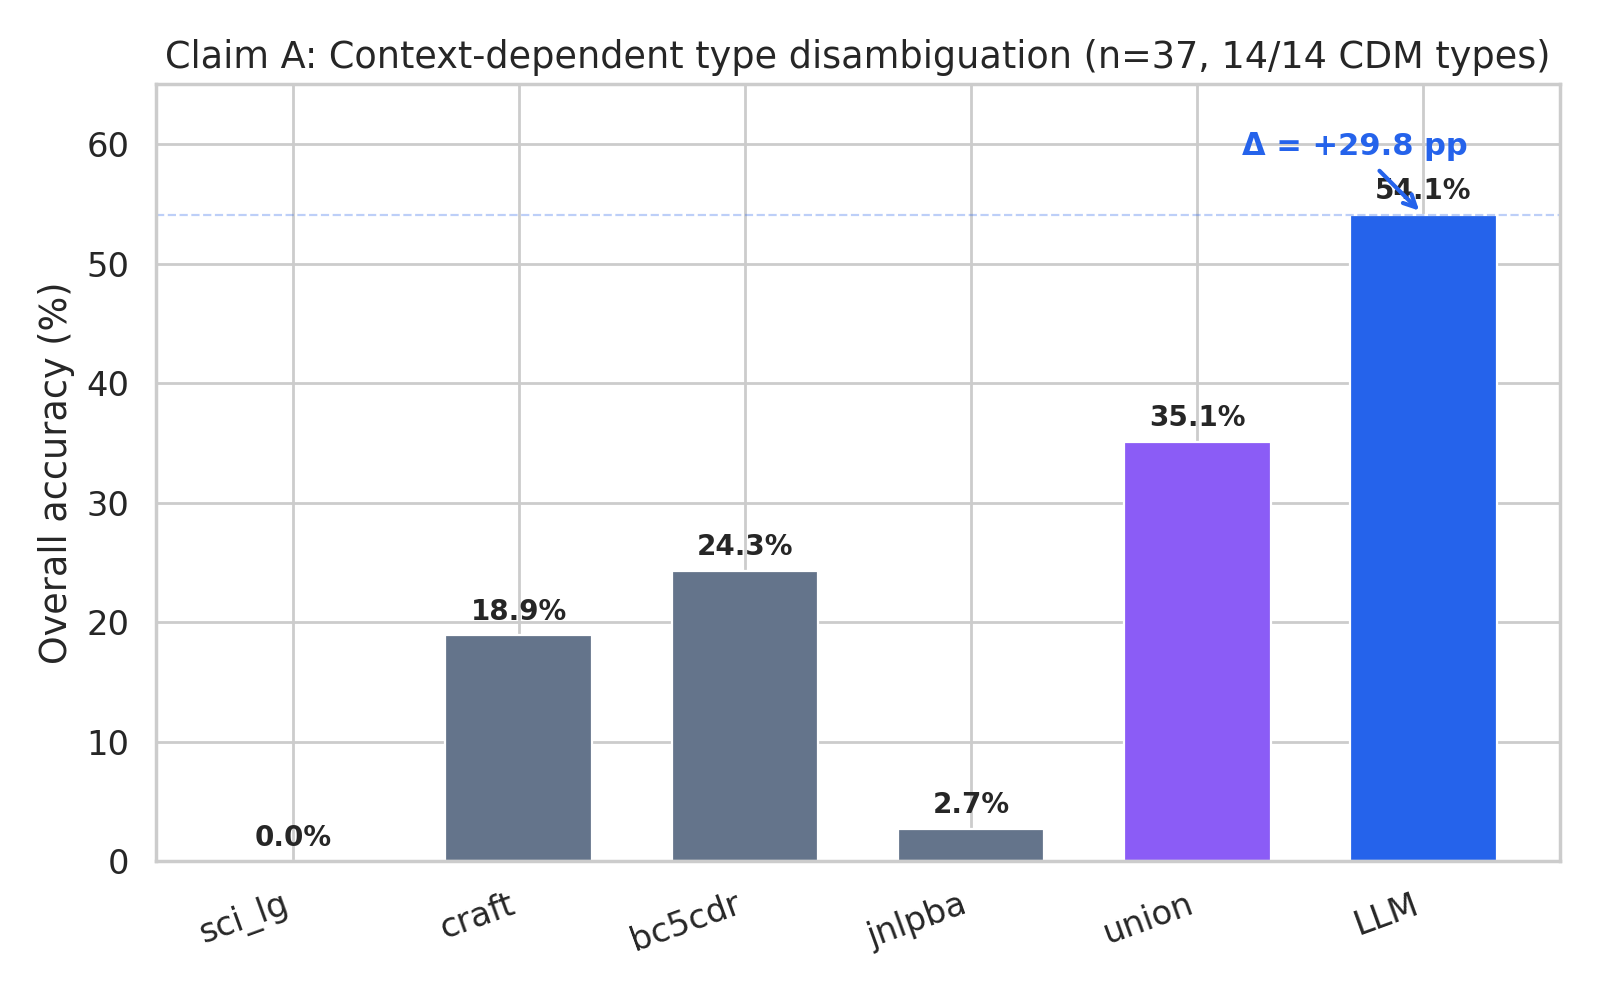 Claim A: Context-dependent type disambiguation (n=37, 14/14 CDM types)
Overall accuracy (%)
60
50
40
30
20
10
0
Δ = +29.8 pp
54.1%
35.1%
24.3%
18.9%
2.7%
0.0%
sci_lg
craft
bc5cdr
jnlpba
union
LLM